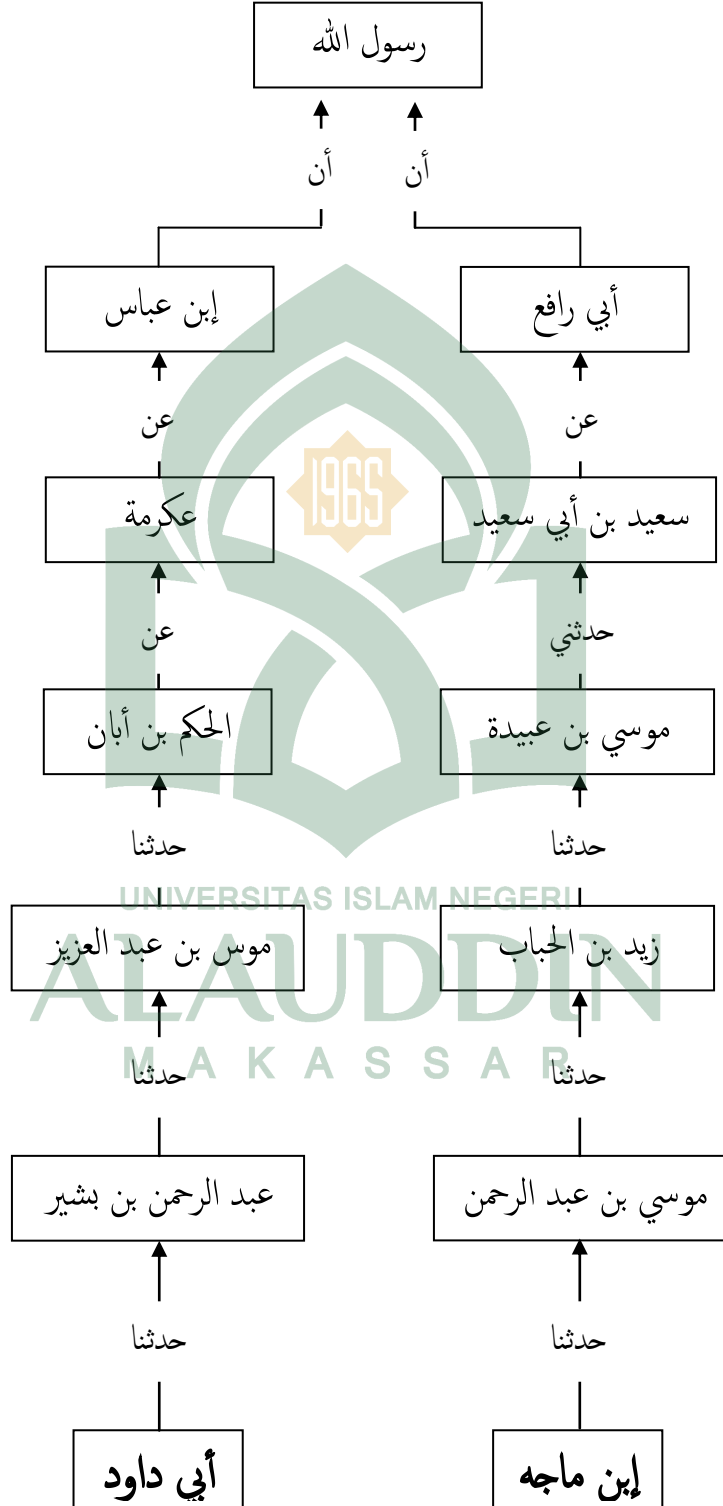 رسول الله
أن
أن
أبي رافع
إبن عباس
عن
عن
سعيد بن أبي سعيد
عكرمة
حدثني
عن
موسي بن عبيدة
الحكم بن أبان
حدثنا
حدثنا
زيد بن الحباب
موس بن عبد العزيز
حدثنا
حدثنا
موسي بن عبد الرحمن
عبد الرحمن بن بشير
حدثنا
حدثنا
إبن ماجه
أبي داود
1965
UNIVERSITAS ISLAM NEGERI
ALAUDDIN
MAKASSAR